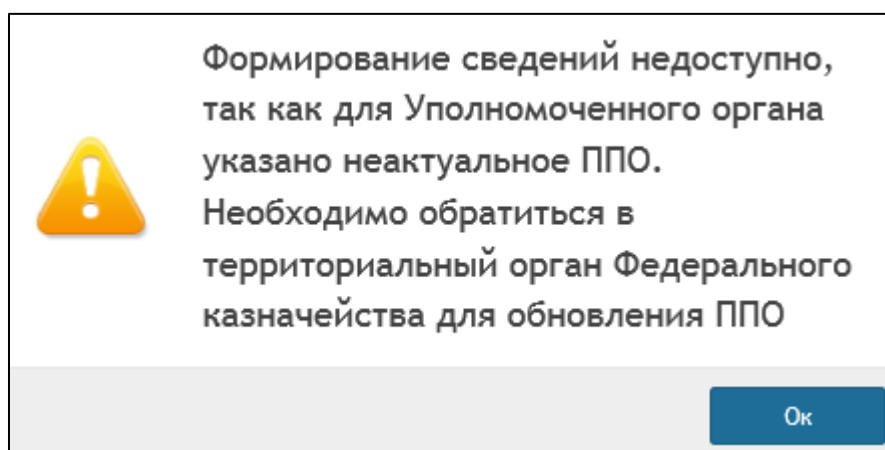 Формирование сведений недоступно,
так как для Уполномоченного органа
указано неактуальное ППО.
Необходимо обратиться в
территориальный орган Федерального
казначейства для обновления ППО
Ок